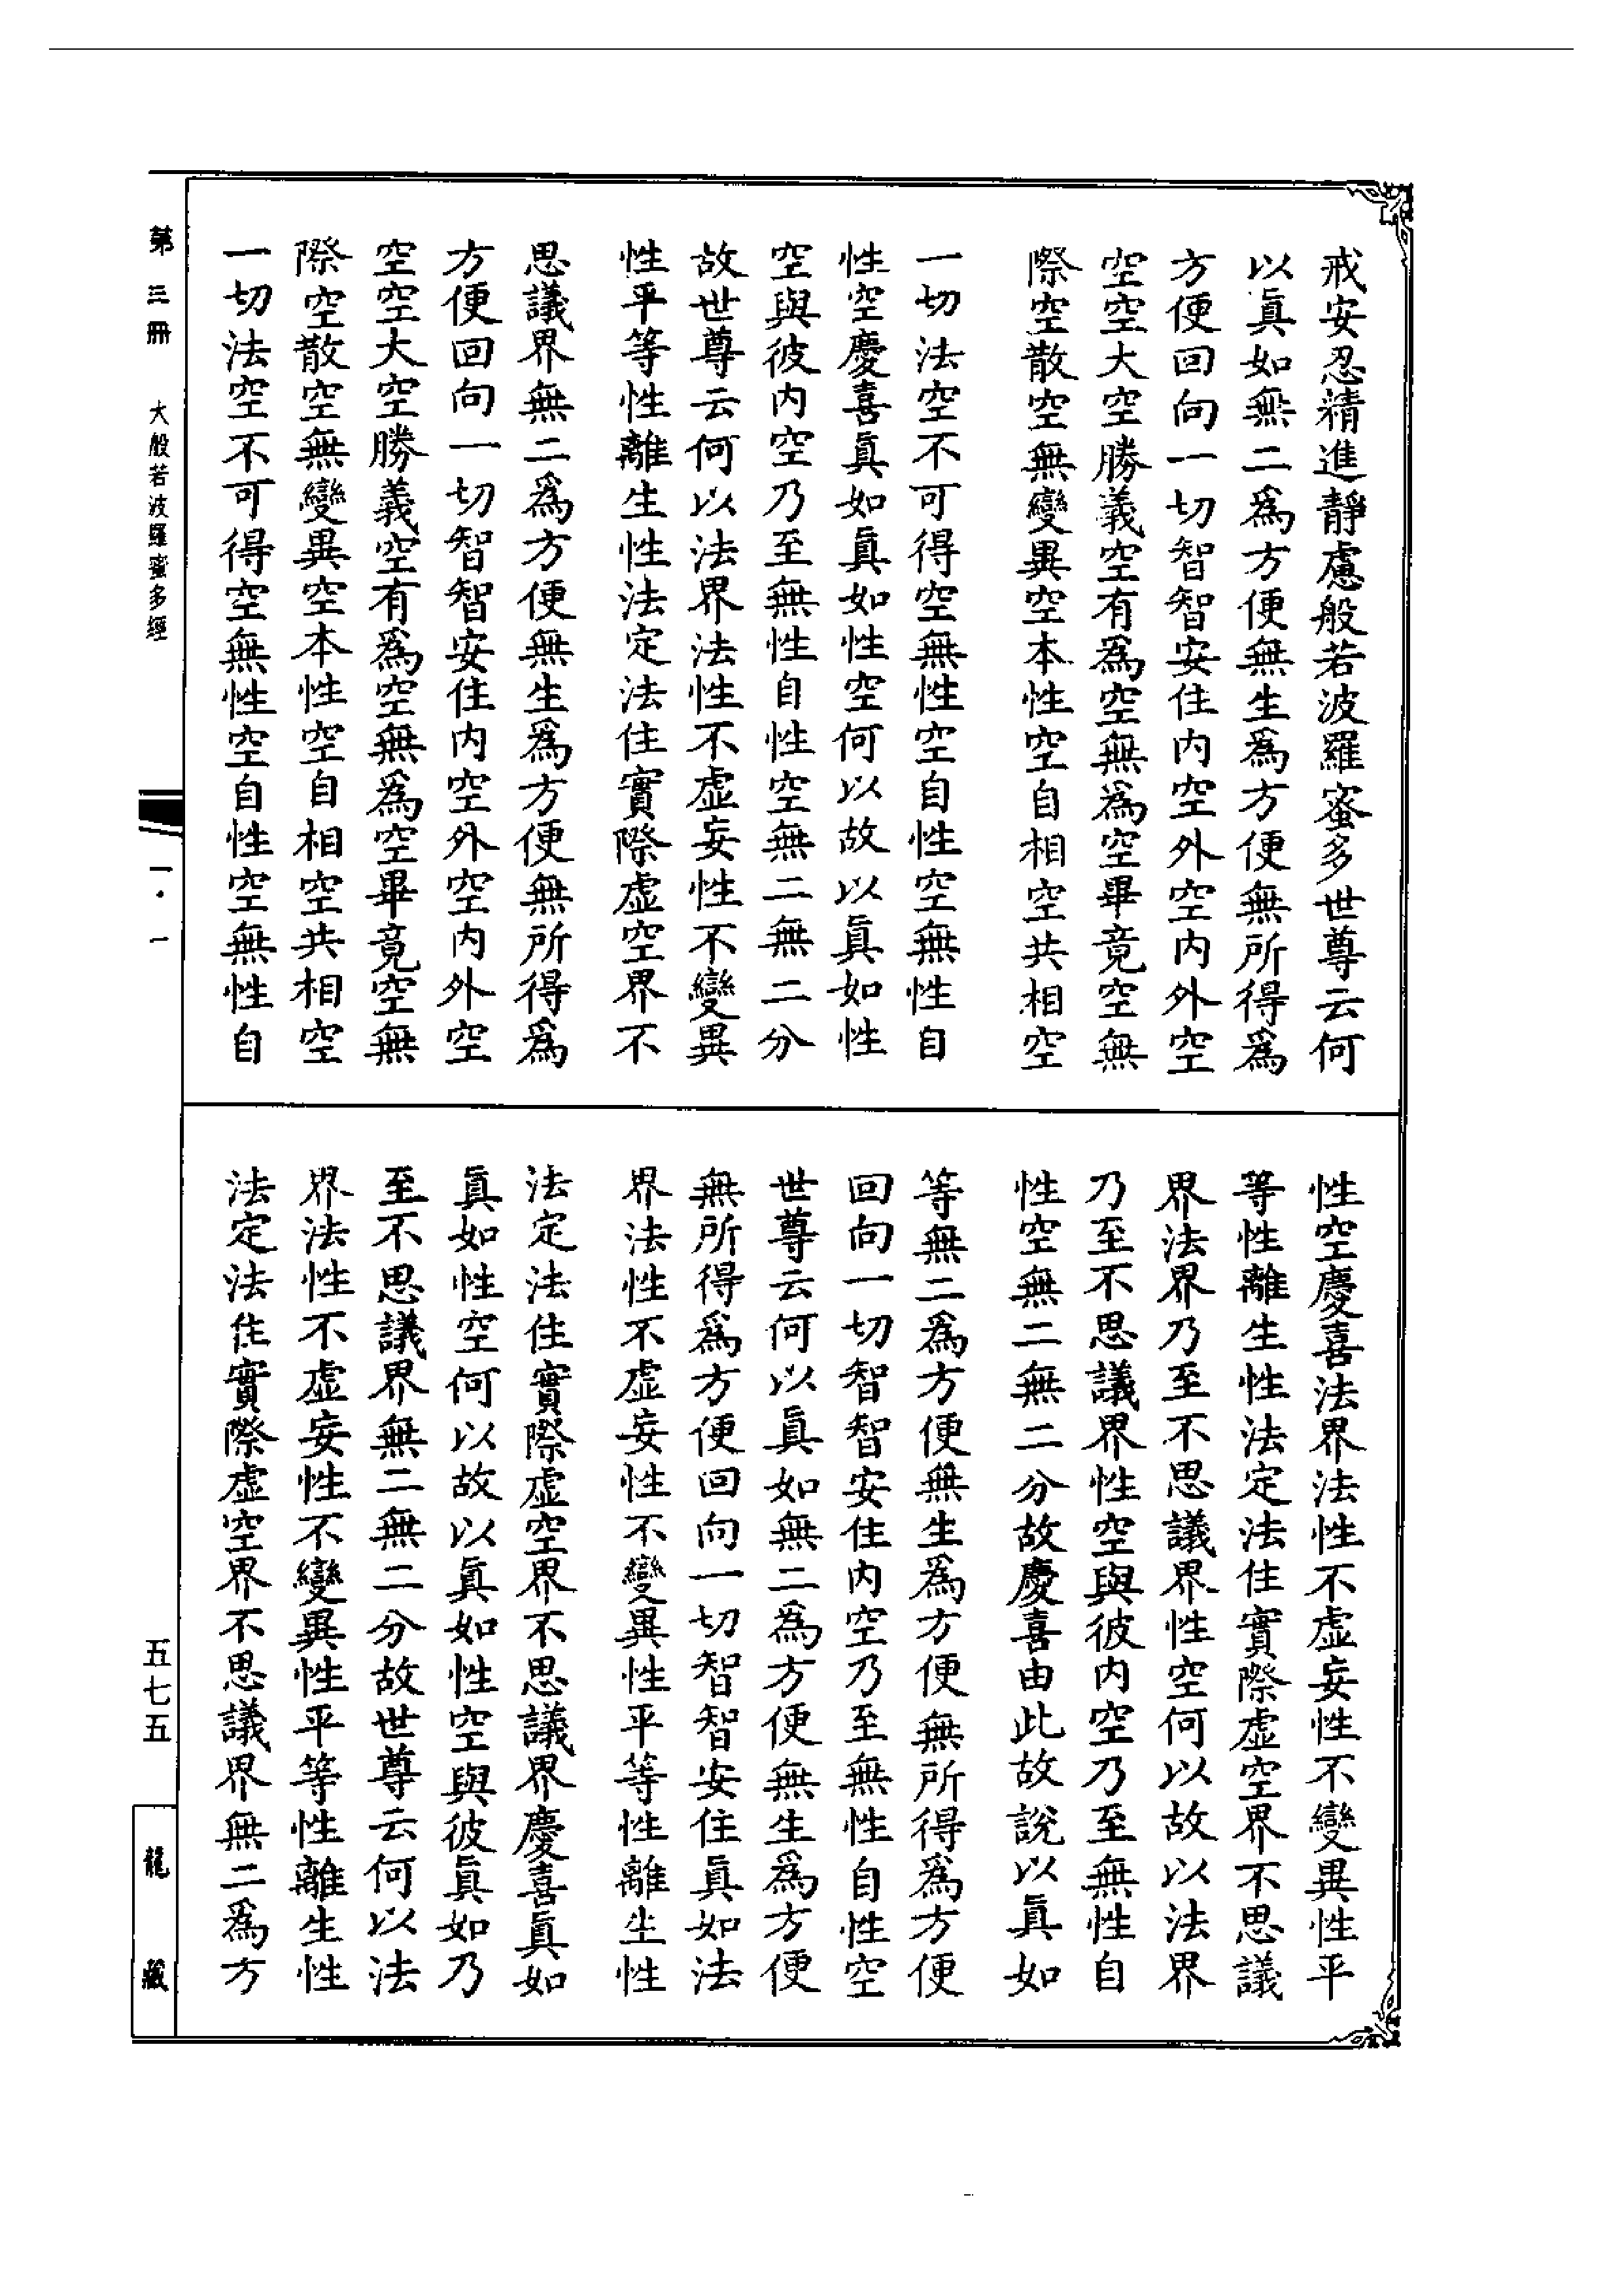 戒安忍精進靜慮般若波羅蜜多世尊云何
以真如無二爲方便無生爲方便無所得爲
方便回向一切智智安住内空外空内外空
空空大空勝義空有爲空無爲空畢竟空無
際空散空無變異空本性空自相空共相空
一切法空不可得空無性空自性空無性自
性空慶喜真如真如性空何以故以真如性
空與彼内空乃至無性自性空無二無二分
故世尊云何以法界法性不虛妄性不變異
性平等性離生性法定法住實際虛空界不
思議界無二爲方便無生爲方便無所得爲
方便回向一切智智安住内空外空内外空
空空大空勝義空有爲空無爲空畢竟空無
際空散空無變異空本性空自相空共相空
一切法空不可得空無性空自性空無性自
性空慶喜法界法性不虛妄性不變異性平
等性離生性法定法住實際虛空界不思議
界法界乃至不思議界性空何以故以法界
乃至不思議界性空與彼内空乃至無性自
性空無二無二分故慶喜由此故說以真如
等無二爲方便無生爲方便無所得爲方便
回向一切智智安住内空乃至無性自性空
世尊云何以真如無二爲方便無生爲方便
無所得爲方便回向一切智智安住真如法
界法性不虛妄性不變異性平等性離生性
法定法住實際虛空界不思議界慶喜真如
真如性空何以故以真如性空與彼真如乃
至不思議界無二無二分故世尊云何以法
界法性不虛妄性不變異性平等性離生性
法定法住實際虛空界不思議界無二爲方
第三冊 大般若波羅蜜多經
一·一
五七五
龍藏